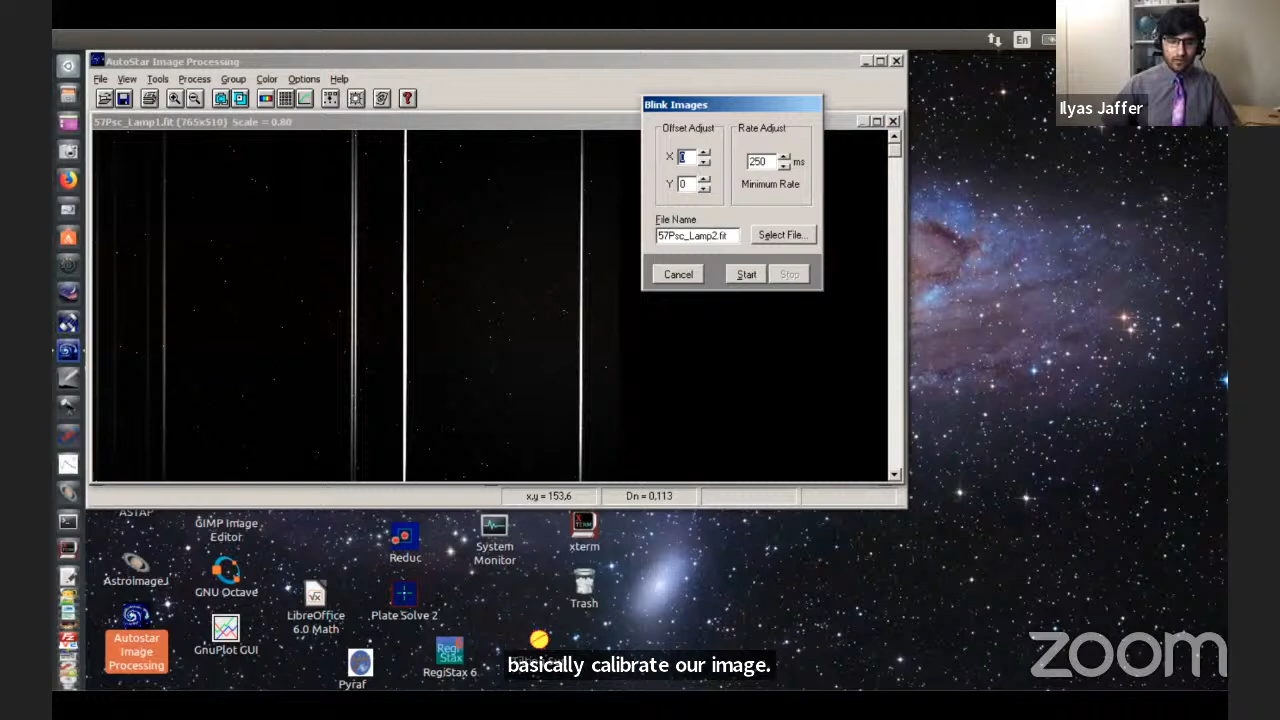 En
Ilyas Jaffer
AutoStar Image Processing
File View Tools Process Group Color Options Help
57Psc_Lamp1.fit (765x510) Scale = 0.80
Blink Images
Offset Adjust
Rate Adjust
X 0
250 ms
Y 0
Minimum Rate
File Name
57Psc_Lamp2.fit
Select File...
Cancel
Start
Stop
x,y = 153,6
Dn = 0,113
ASTAP
GIMP Image
Editor
Reduc
System
Monitor
xterm
AstroimageJ
GNU Octave
LibreOffice
6.0 Math
Plate Solve 2
Trash
Autostar
Image
Processing
GnuPlot GUI
Pyraf
RegiStax 6
basically calibrate our image.
zoom